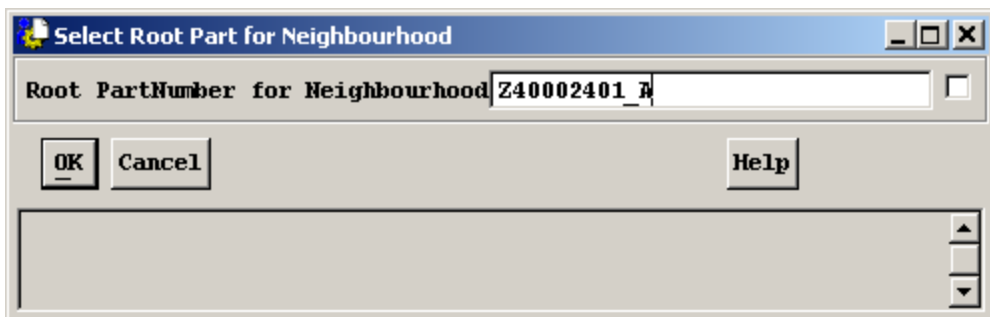 Select Root Part for Neighbourhood
Root PartNumber for Neighbourhood Z40002401_A
OK Cancel Help